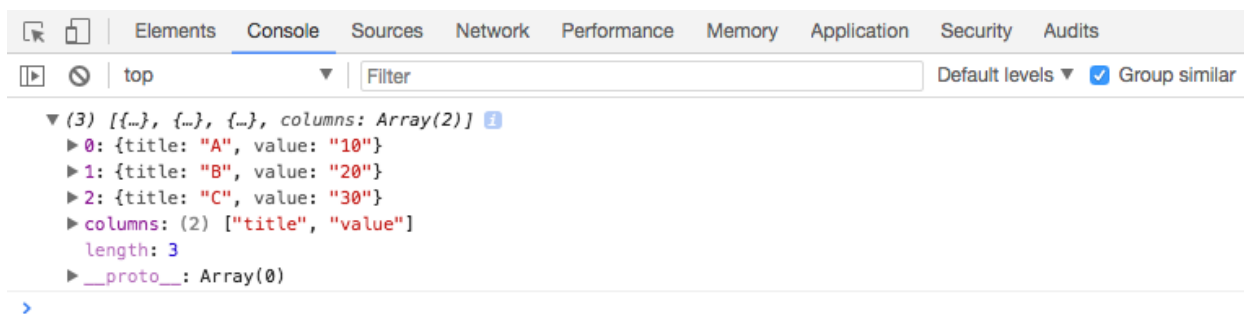 Elements Console Sources Network Performance Memory Application Security Audits
top Filter Default levels Group similar
(3) [{…}, {…}, {…}, columns: Array(2)] i
0: {title: "A", value: "10"}
1: {title: "B", value: "20"}
2: {title: "C", value: "30"}
columns: (2) ["title", "value"]
length: 3
__proto__: Array(0)